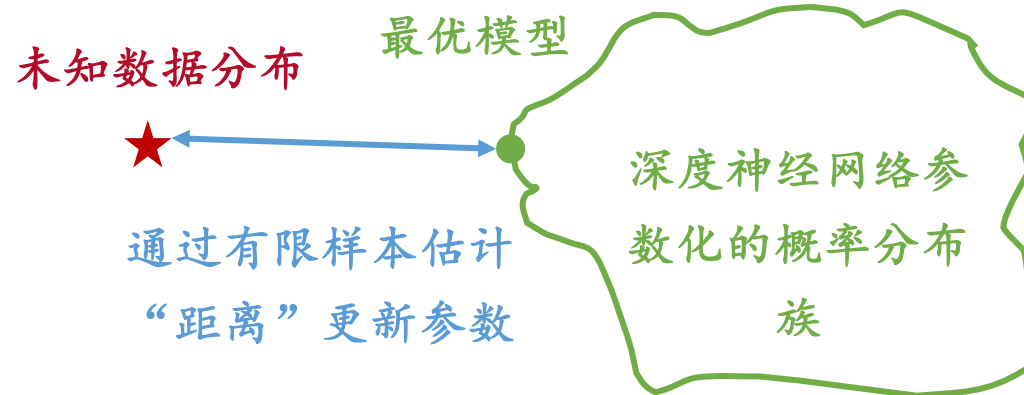 最优模型
未知数据分布
深度神经网络参
数化的概率分布
族
通过有限样本估计
“距离”更新参数